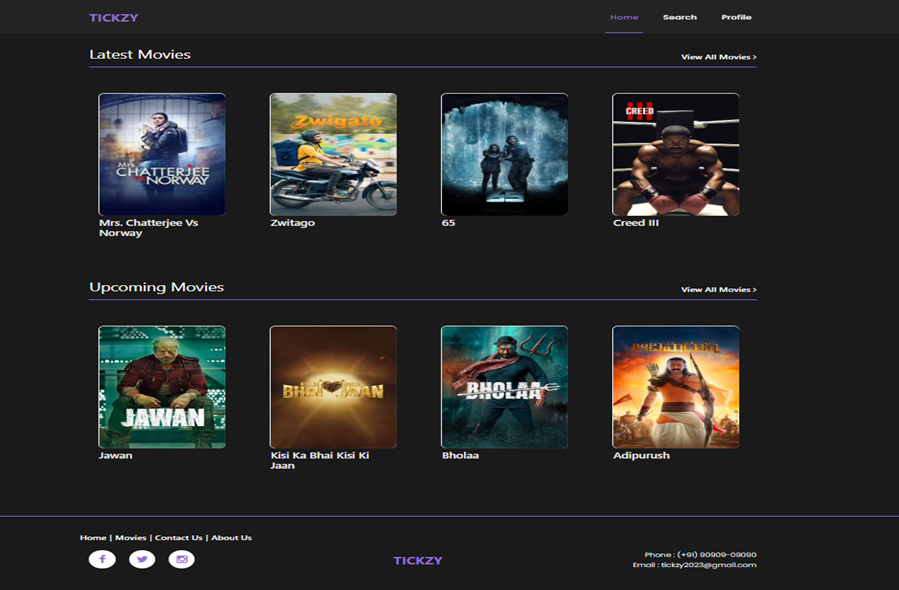 TICKZY
Home Search Profile
Latest Movies
View All Movies >
Mrs.
CHATTERJEE
VS NORWAY
Zwigato
65
CREED
III
Mrs. Chatterjee Vs
Norway
Zwitago
65
Creed III
Upcoming Movies
View All Movies >
JAWAN
BHAI JAAN
BHOLAA
Jawan
Kisi Ka Bhai Kisi Ki
Jaan
Bholaa
Adipurush
Home | Movies | Contact Us | About Us
TICKZY
Phone : (+91) 90909-09090
Email : tickzy2023@gmail.com